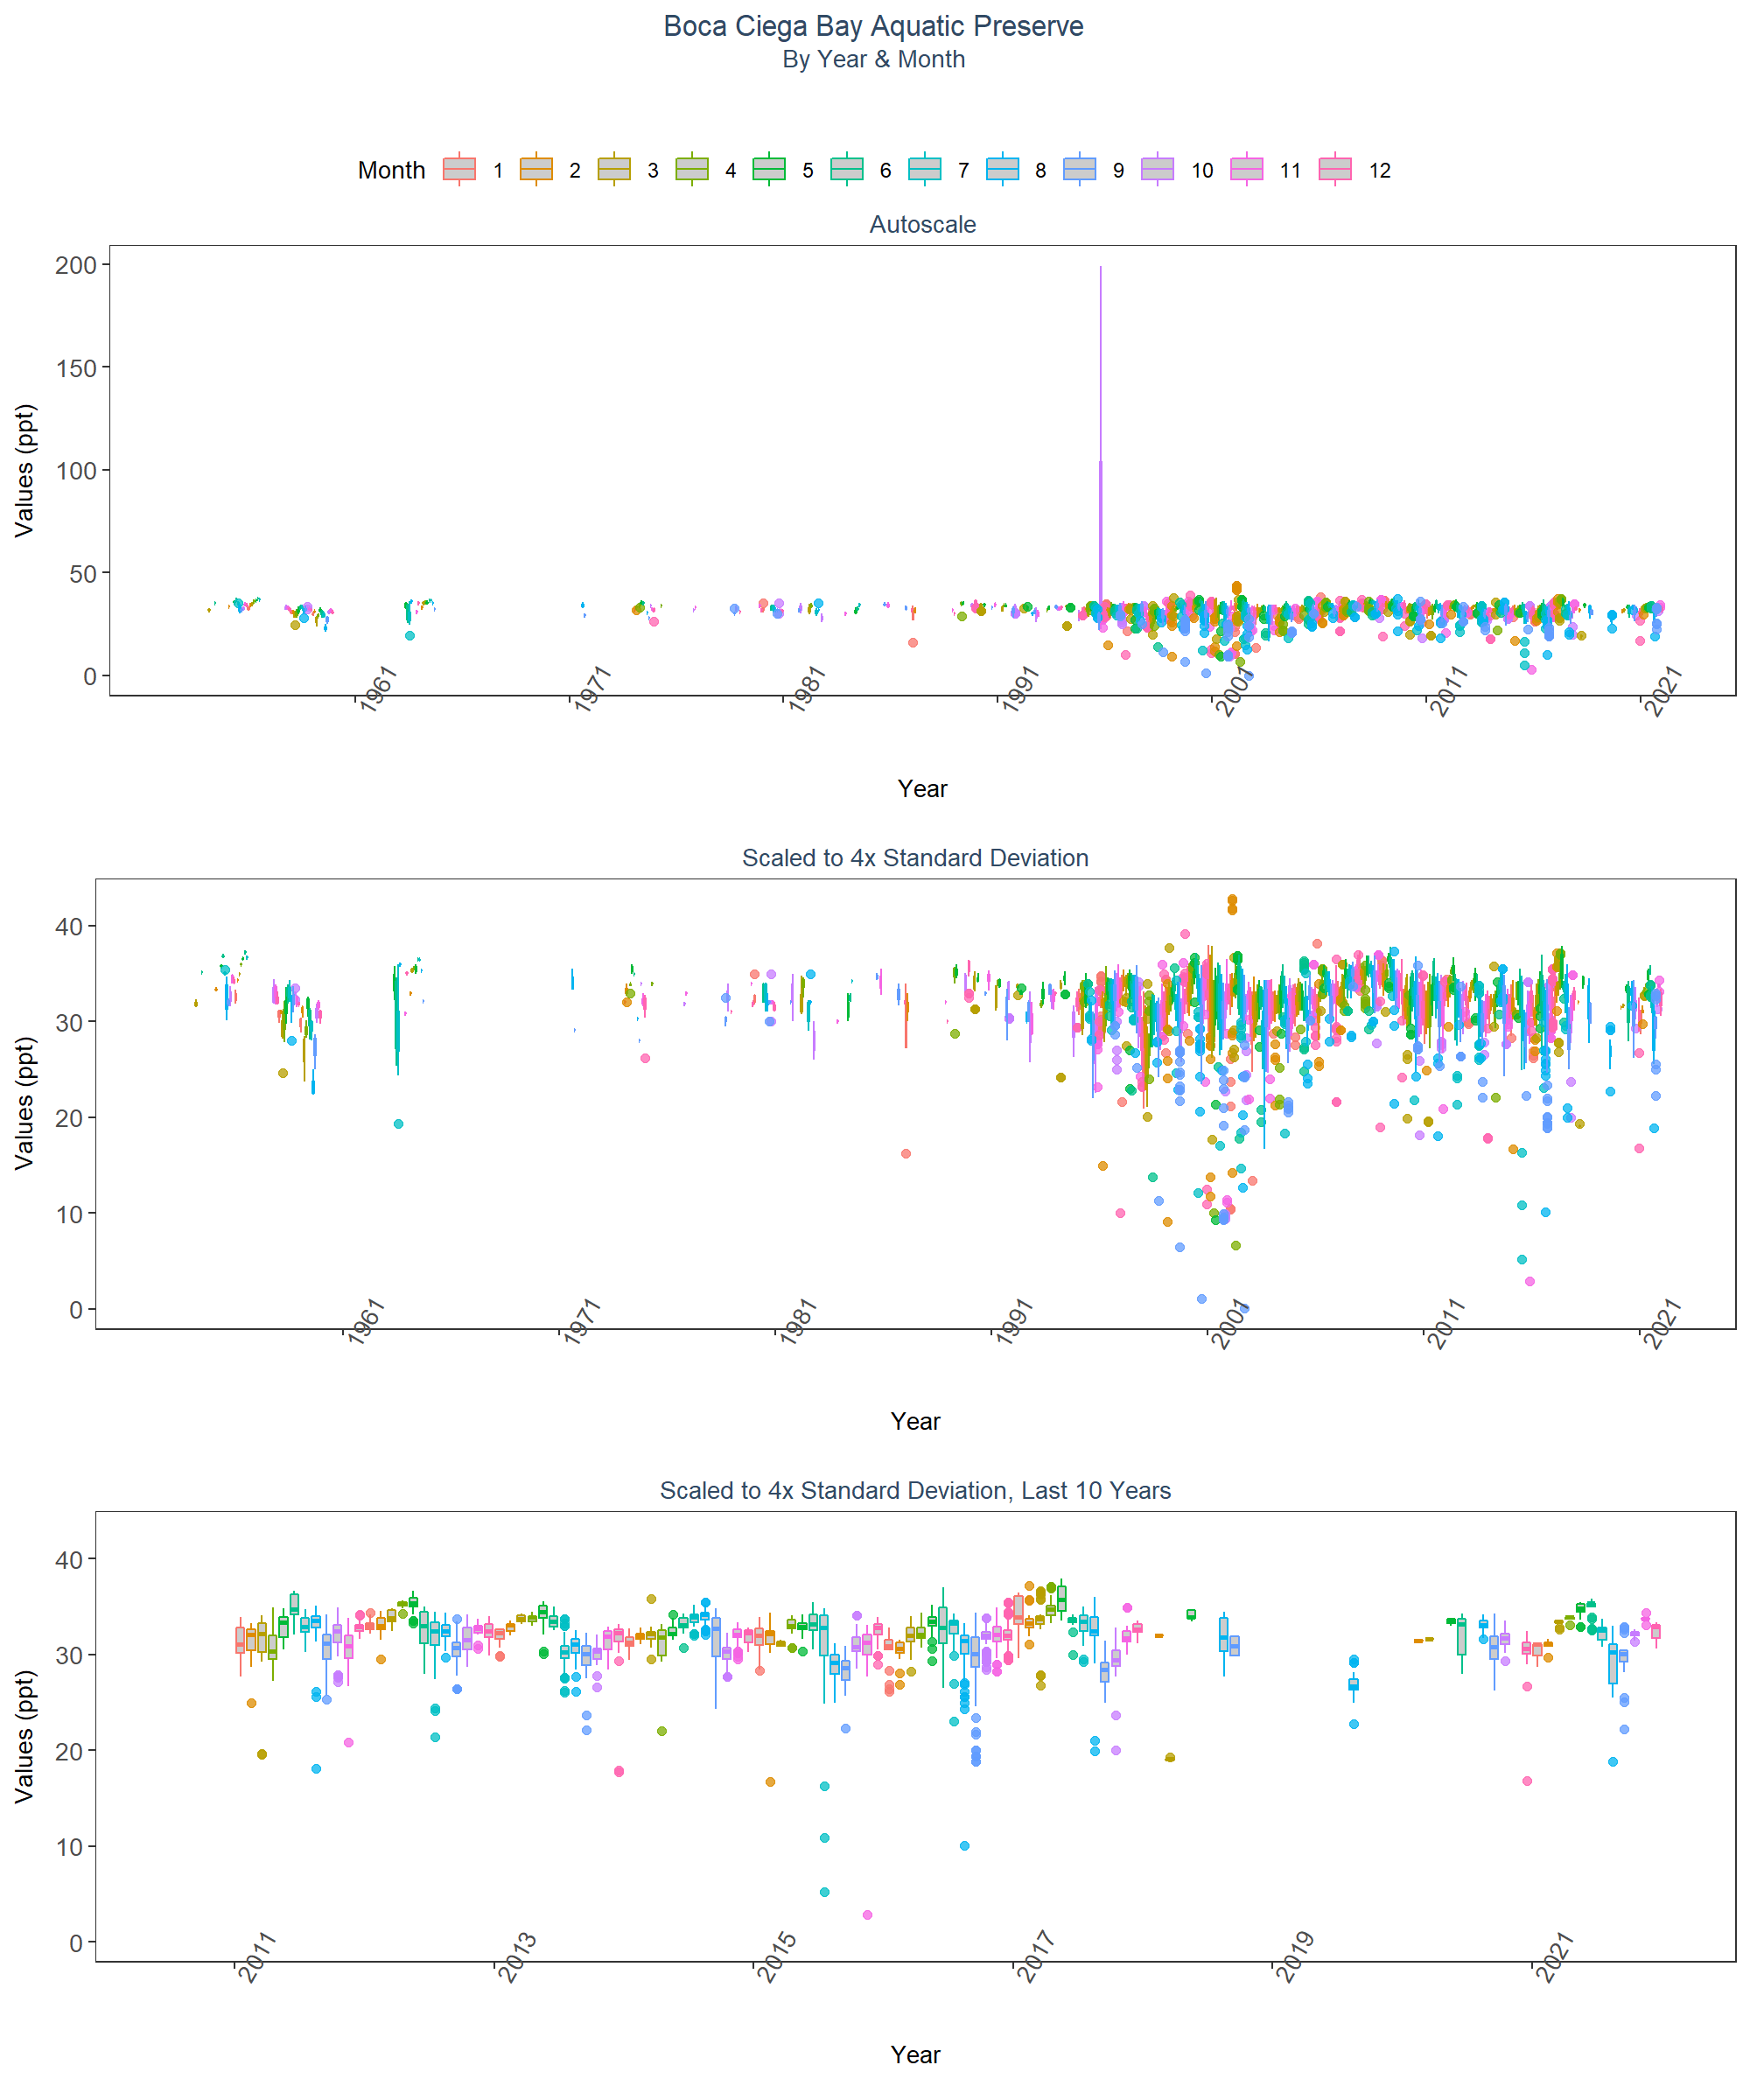 Boca Ciega Bay Aquatic Preserve
By Year & Month
Month 1 2 3 4 5 6 7 8 9 10 11 12
Autoscale
Values (ppt)
200
150
100
50
0
1961 1971 1981 1991 2001 2011 2021
Year
Scaled to 4x Standard Deviation
Values (ppt)
40
30
20
10
0
1961 1971 1981 1991 2001 2011 2021
Year
Scaled to 4x Standard Deviation, Last 10 Years
Values (ppt)
40
30
20
10
0
2011 2013 2015 2017 2019 2021
Year